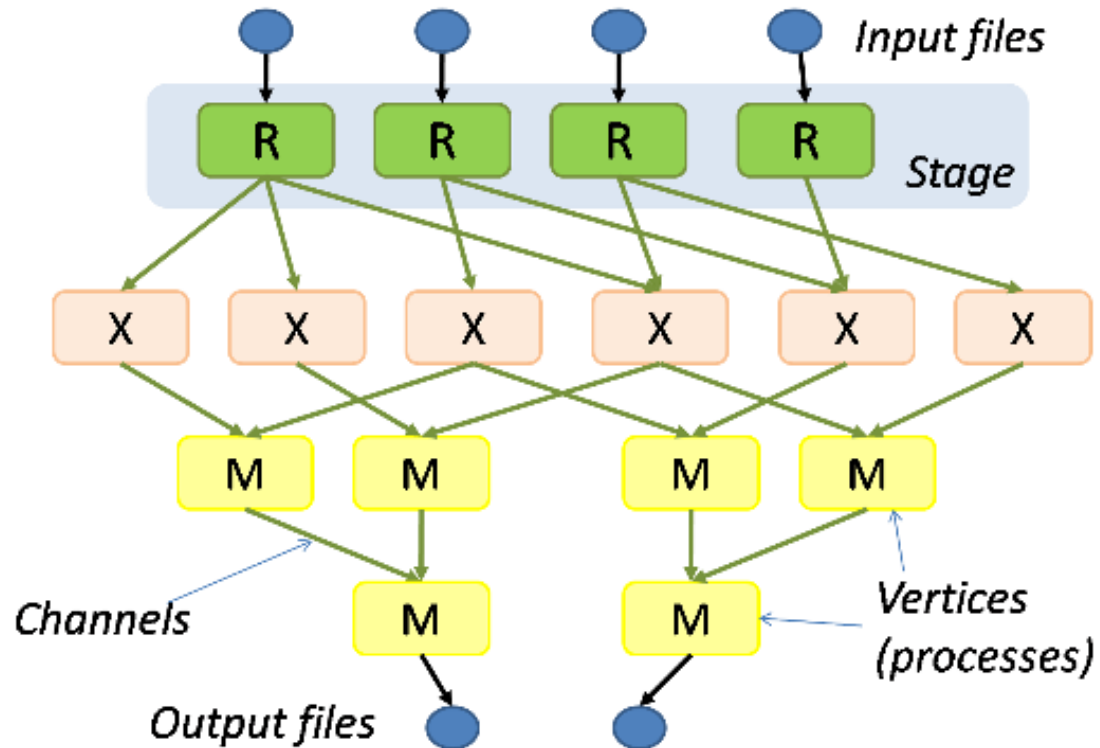 Input files
R R R R
Stage
X X X X X X
M M M M
Channels
M M
Vertices
(processes)
Output files